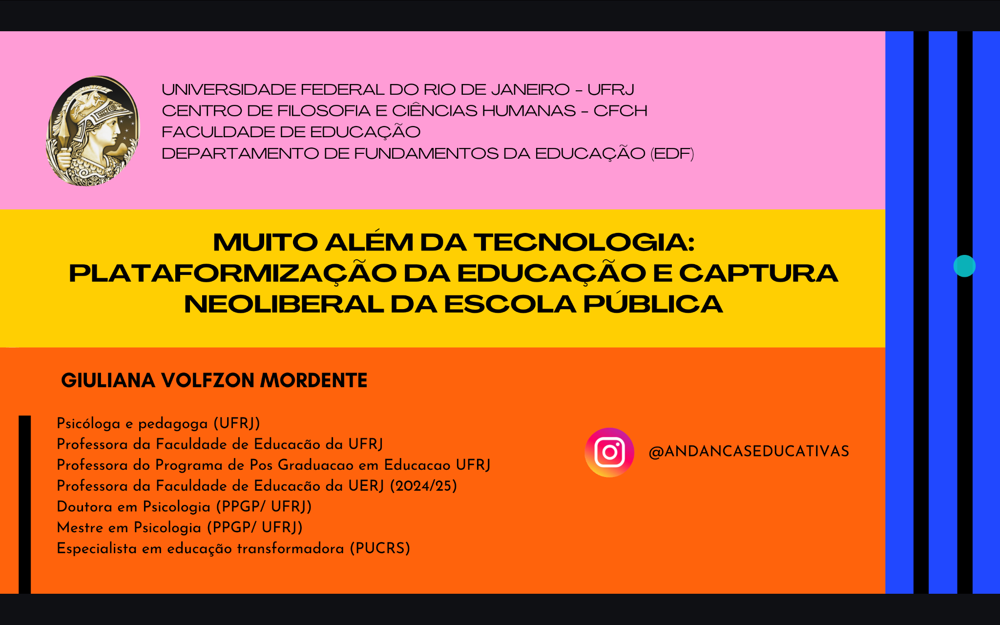 UNIVERSIDADE FEDERAL DO RIO DE JANEIRO - UFRJ
CENTRO DE FILOSOFIA E CIÊNCIAS HUMANAS - CFCH
FACULDADE DE EDUCAÇÃO
DEPARTAMENTO DE FUNDAMENTOS DA EDUCAÇÃO (EDF)
MUITO ALÉM DA TECNOLOGIA:
PLATAFORMIZAÇÃO DA EDUCAÇÃO E CAPTURA
NEOLIBERAL DA ESCOLA PÚBLICA
GIULIANA VOLFZON MORDENTE
Psicóloga e pedagoga (UFRJ)
Professora da Faculdade de Educacão da UFRJ
Professora do Programa de Pos Graduacao em Educacao UFRJ
Professora da Faculdade de Educacão da UERJ (2024/25)
Doutora em Psicologia (PPGP/ UFRJ)
Mestre em Psicologia (PPGP/ UFRJ)
Especialista em educação transformadora (PUCRS)
@ANDANCASEDUCATIVAS